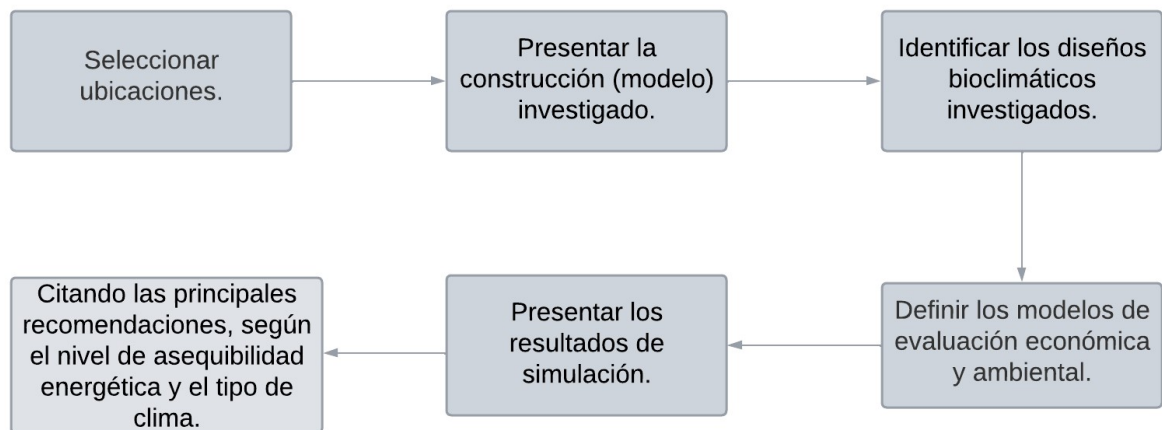 Seleccionar
ubicaciones.
Presentar la
construcción (modelo)
investigado.
Identificar los diseños
bioclimáticos
investigados.
Definir los modelos de
evaluación económica
y ambiental.
Presentar los
resultados de
simulación.
Citando las principales
recomendaciones, según
el nivel de asequibilidad
energética y el tipo de
clima.